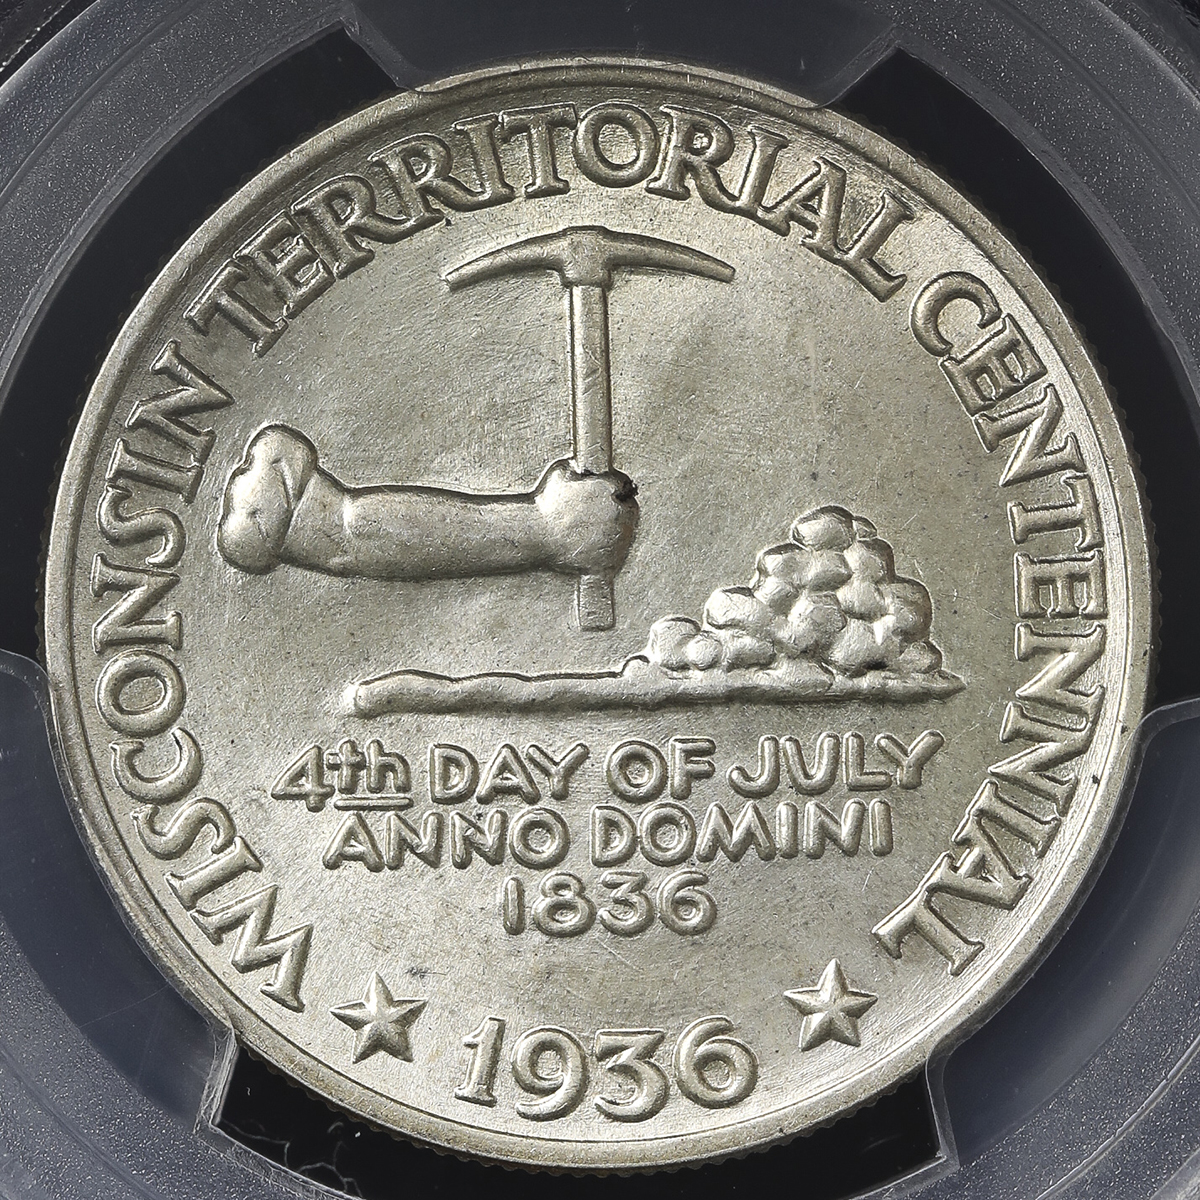 WISCONSIN TERRITORIAL CENTENNIAL
4th DAY OF JULY
ANNO DOMINI
1836
1936